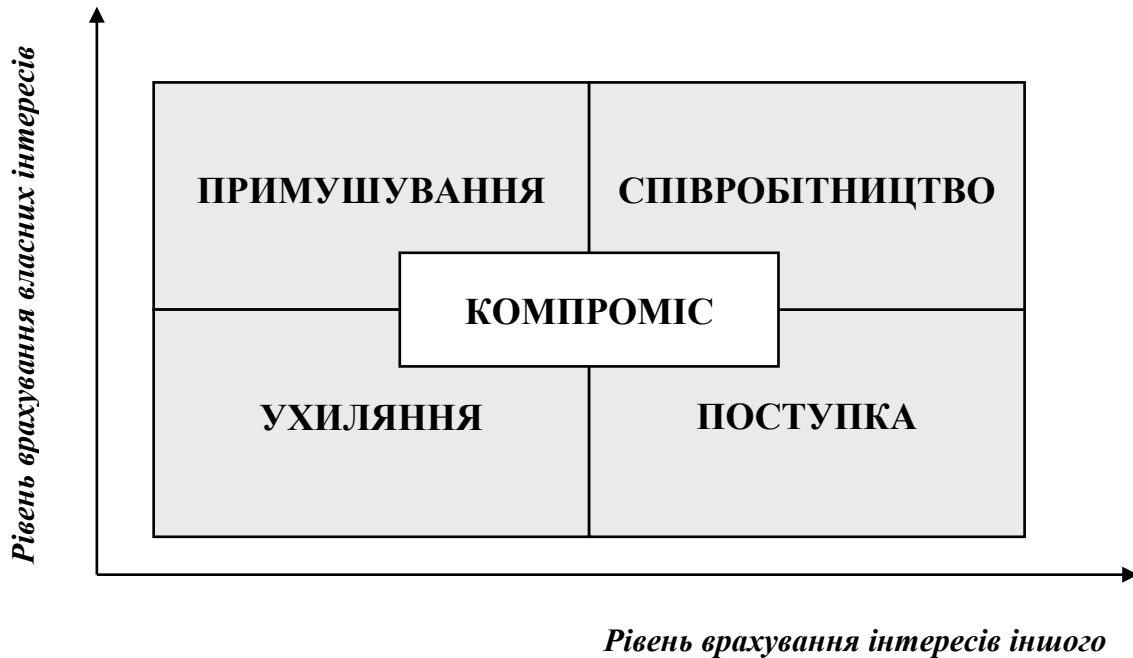 Рівень врахування власних інтересів
ПРИМУШУВАННЯ
СПІВРОБІТНИЦТВО
КОМПРОМІС
УХИЛЯННЯ
ПОСТУПКА
Рівень врахування інтересів іншого